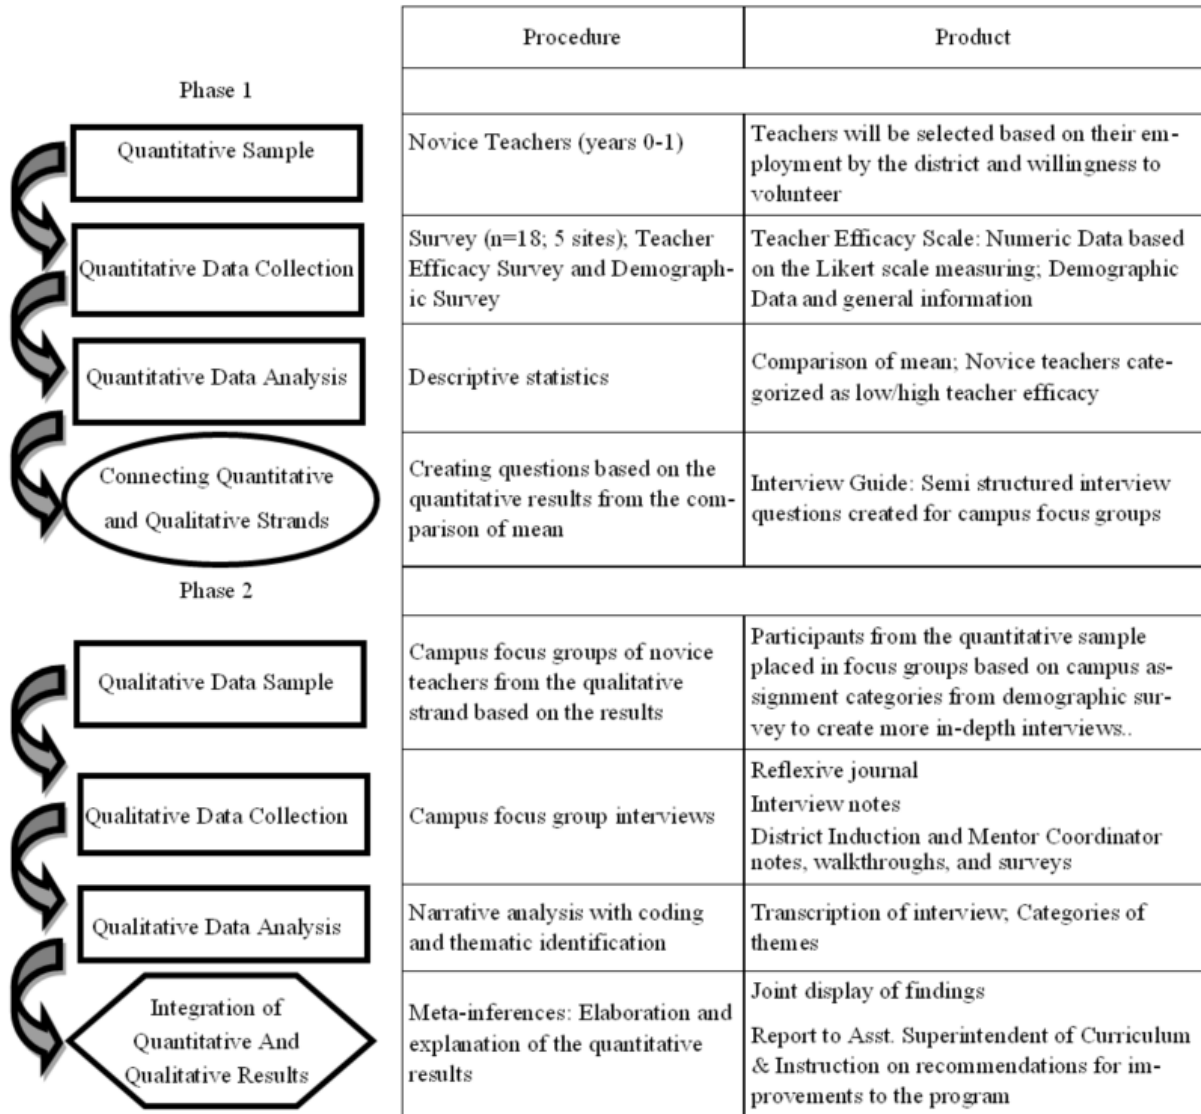 Procedure
Product
Phase 1
Quantitative Sample
Novice Teachers (years 0-1)
Teachers will be selected based on their em-
ployment by the district and willingness to
volunteer
Quantitative Data Collection
Survey (n=18; 5 sites); Teacher
Efficacy Survey and Demograph-
ic Survey
Teacher Efficacy Scale: Numeric Data based
on the Likert scale measuring; Demographic
Data and general information
Quantitative Data Analysis
Descriptive statistics
Comparison of mean; Novice teachers cate-
gorized as low/high teacher efficacy
Connecting Quantitative
and Qualitative Strands
Creating questions based on the
quantitative results from the com-
parison of mean
Interview Guide: Semi structured interview
questions created for campus focus groups
Phase 2
Qualitative Data Sample
Campus focus groups of novice
teachers from the qualitative
strand based on the results
Participants from the quantitative sample
placed in focus groups based on campus as-
signment categories from demographic sur-
vey to create more in-depth interviews..
Qualitative Data Collection
Campus focus group interviews
Reflexive journal
Interview notes
District Induction and Mentor Coordinator
notes, walkthroughs, and surveys
Qualitative Data Analysis
Narrative analysis with coding
and thematic identification
Transcription of interview; Categories of
themes
Integration of
Quantitative And
Qualitative Results
Meta-inferences: Elaboration and
explanation of the quantitative
results
Joint display of findings
Report to Asst. Superintendent of Curriculum
& Instruction on recommendations for im-
provements to the program